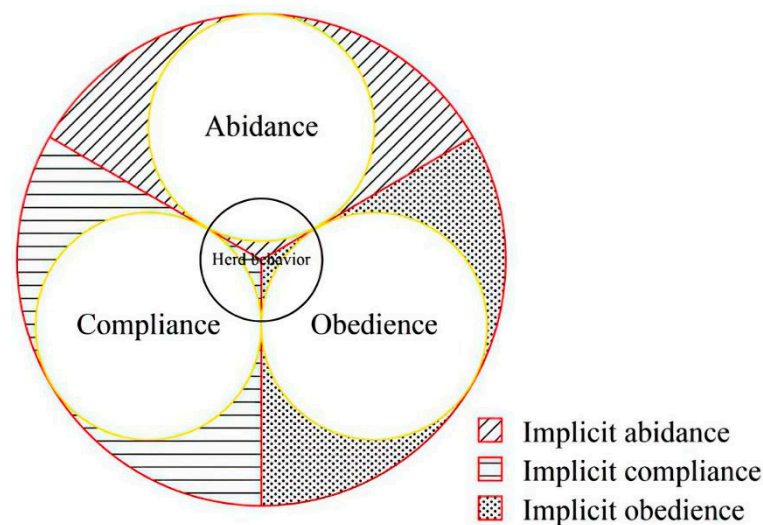 Abidance
Herd behavior
Compliance
Obedience
Implicit abidance
Implicit compliance
Implicit obedience